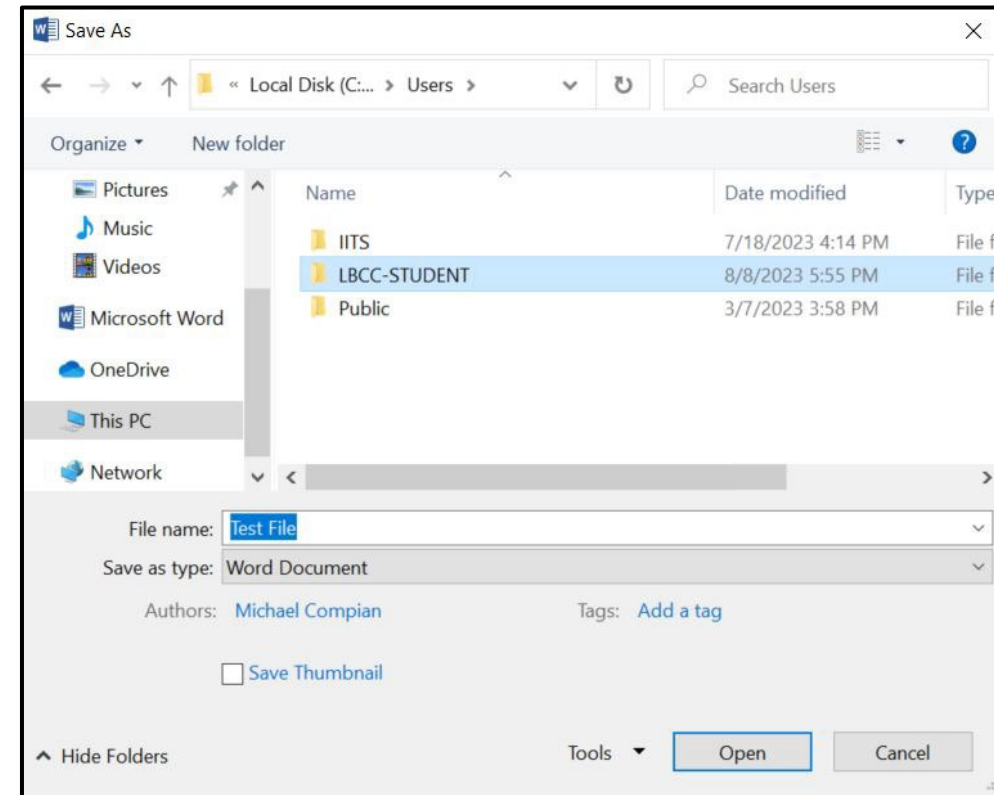 Save As
« Local Disk (C:... > Users >
Search Users
Organize
New folder
Name
Date modified
Type
Pictures
Music
Videos
Microsoft Word
OneDrive
This PC
Network
IITS 7/18/2023 4:14 PM File f
LBCC-STUDENT 8/8/2023 5:55 PM File f
Public 3/7/2023 3:58 PM File f
File name: Test File
Save as type: Word Document
Authors: Michael Compian Tags: Add a tag
Save Thumbnail
Hide Folders Tools Open Cancel